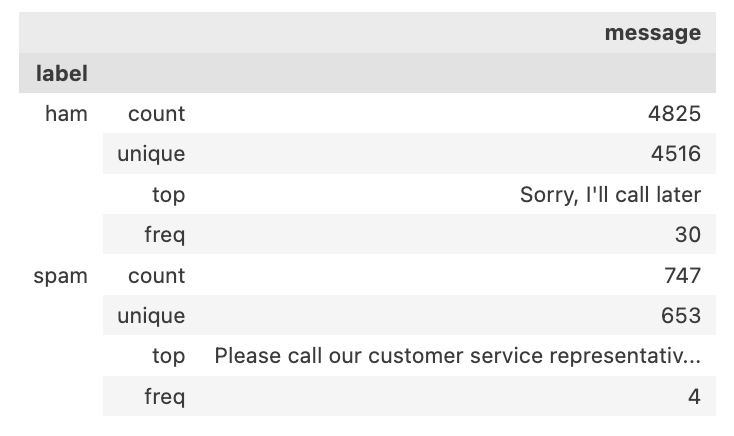 message
label
ham count 4825
unique 4516
top Sorry, I'll call later
freq 30
spam count 747
unique 653
top Please call our customer service representativ...
freq 4